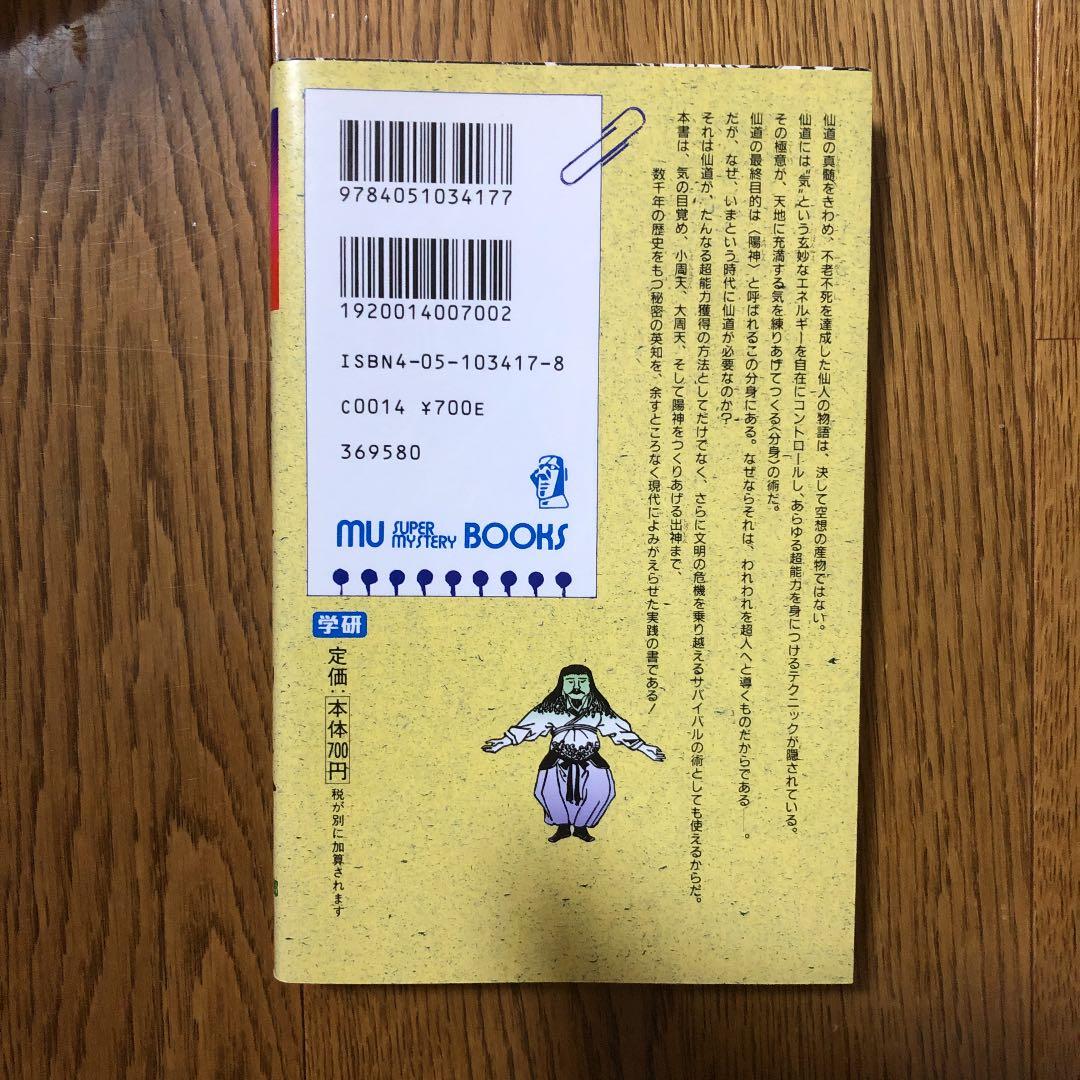 仙道の真髄をきわめ、不老不死を達成した仙人の物語は、決して空想の産物ではない。
仙道には“気”という玄妙なエネルギーを自在にコントロールし、あらゆる超能力を身につけるテクニックが隠されている。
その極意が、天地に充満する気を練りあげてつくる〈分身〉の術だ。
仙道の最終目的は〈陽神〉と呼ばれるこの分身にある。なぜならそれは、われわれを超人へと導くものだからである──。
だが、なぜ、いまという時代に仙道が必要なのか?
それは仙道が、たんなる超能力獲得の方法としてだけでなく、さらに文明の危機を乗り越えるサバイバルの術としても使えるからだ。
本書は、気の目覚め、小周天、大周天、そして陽神をつくりあげる出神まで、
数千年の歴史をもつ秘密の英知を、余すところなく現代によみがえらせた実践の書である!
9784051034177
1920014007002
ISBN4-05-103417-8
C0014 ¥700E
369580
MU SUPER MYSTERY BOOKS
学研
定価:本体700円
税が別に加算されます